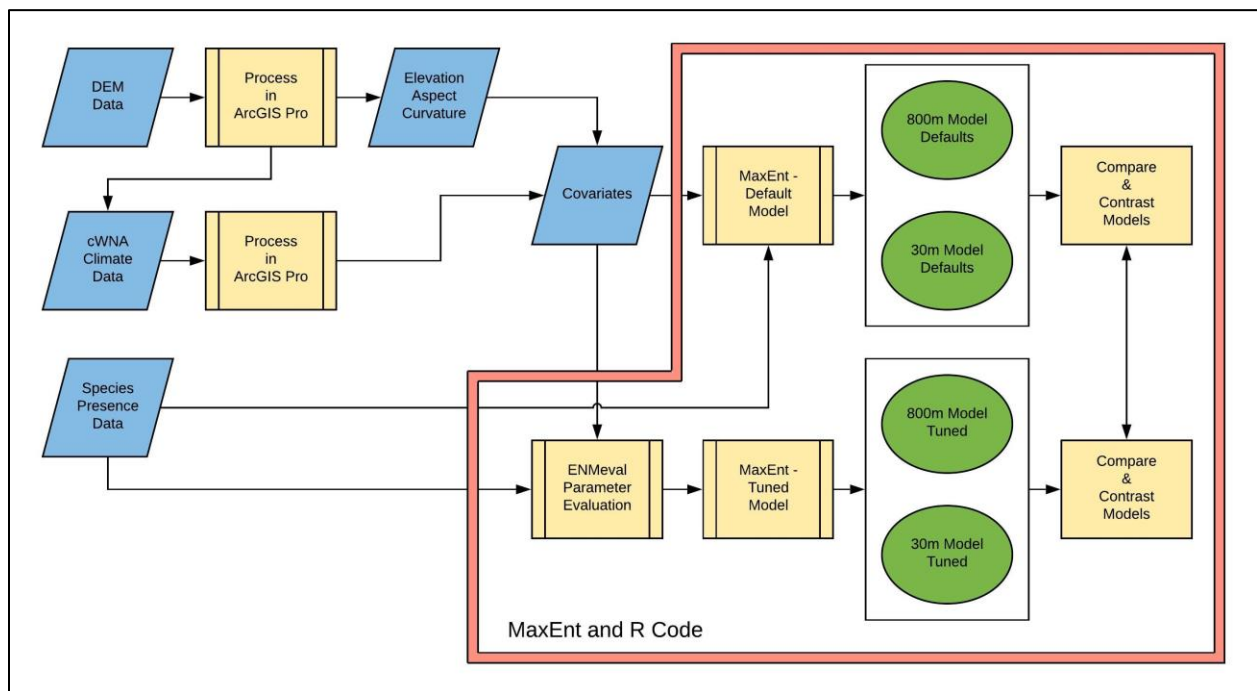 DEM
Data
Process
in
ArcGIS Pro
Elevation
Aspect
Curvature
cWNA
Climate
Data
Process
in
ArcGIS Pro
Covariates
Species
Presence
Data
MaxEnt -
Default
Model
800m Model
Defaults
30m Model
Defaults
Compare
&
Contrast
Models
ENMeval
Parameter
Evaluation
MaxEnt -
Tuned
Model
800m Model
Tuned
30m Model
Tuned
Compare
&
Contrast
Models
MaxEnt and R Code